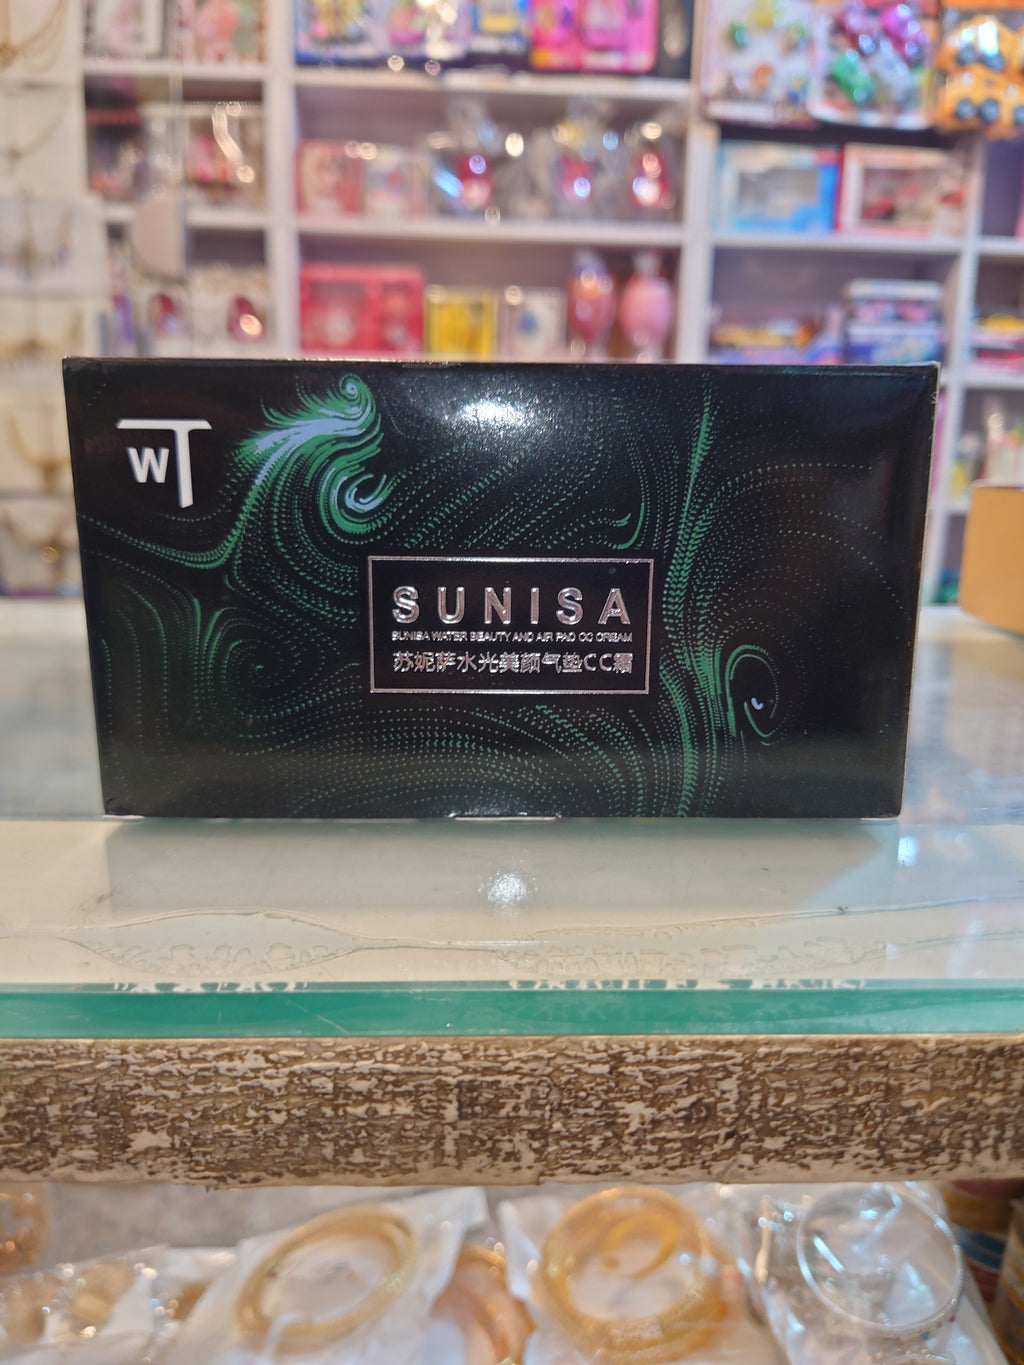 WT
SUNISA
SUNISA WATER BEAUTY AND AIR PAD CC CREAM
苏妮萨水光美颜气垫CC霜